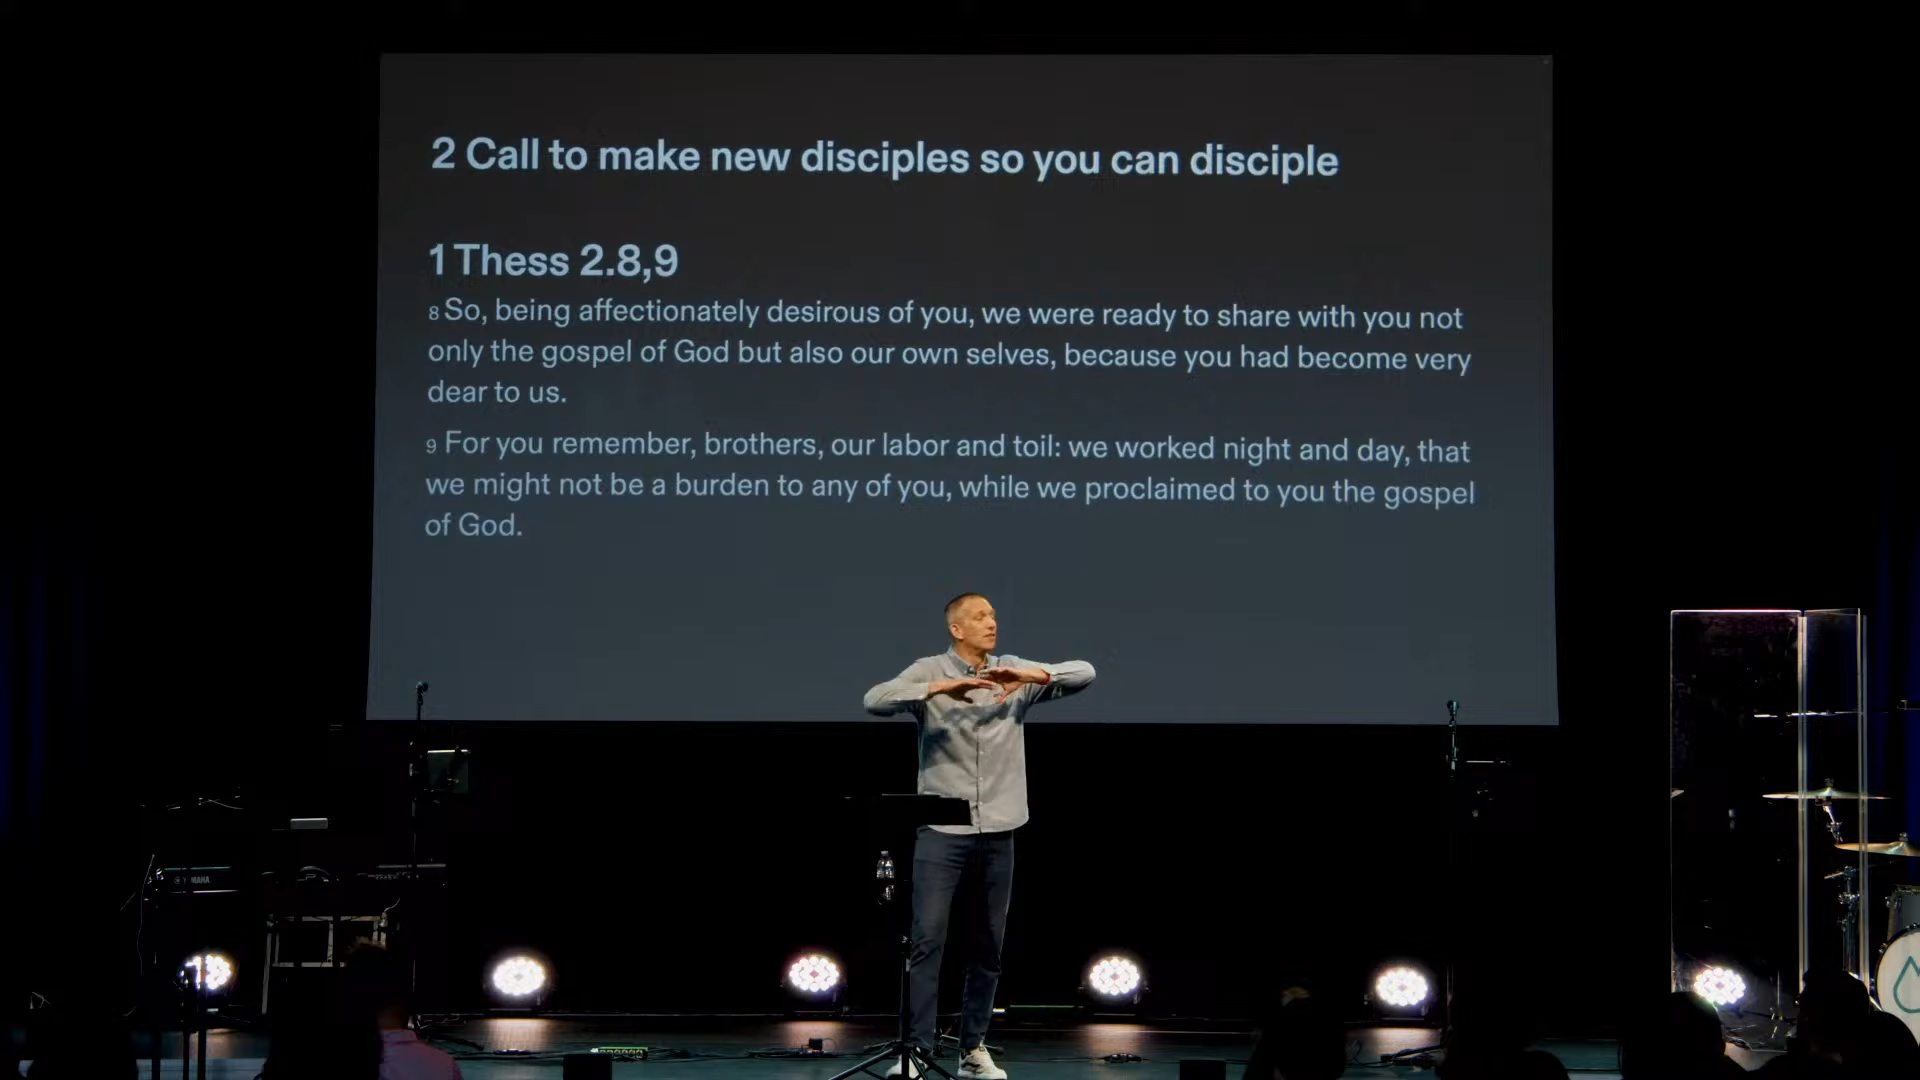 2 Call to make new disciples so you can disciple
1 Thess 2.8,9
8 So, being affectionately desirous of you, we were ready to share with you not
only the gospel of God but also our own selves, because you had become very
dear to us.
9 For you remember, brothers, our labor and toil: we worked night and day, that
we might not be a burden to any of you, while we proclaimed to you the gospel
of God.
YAMAHA